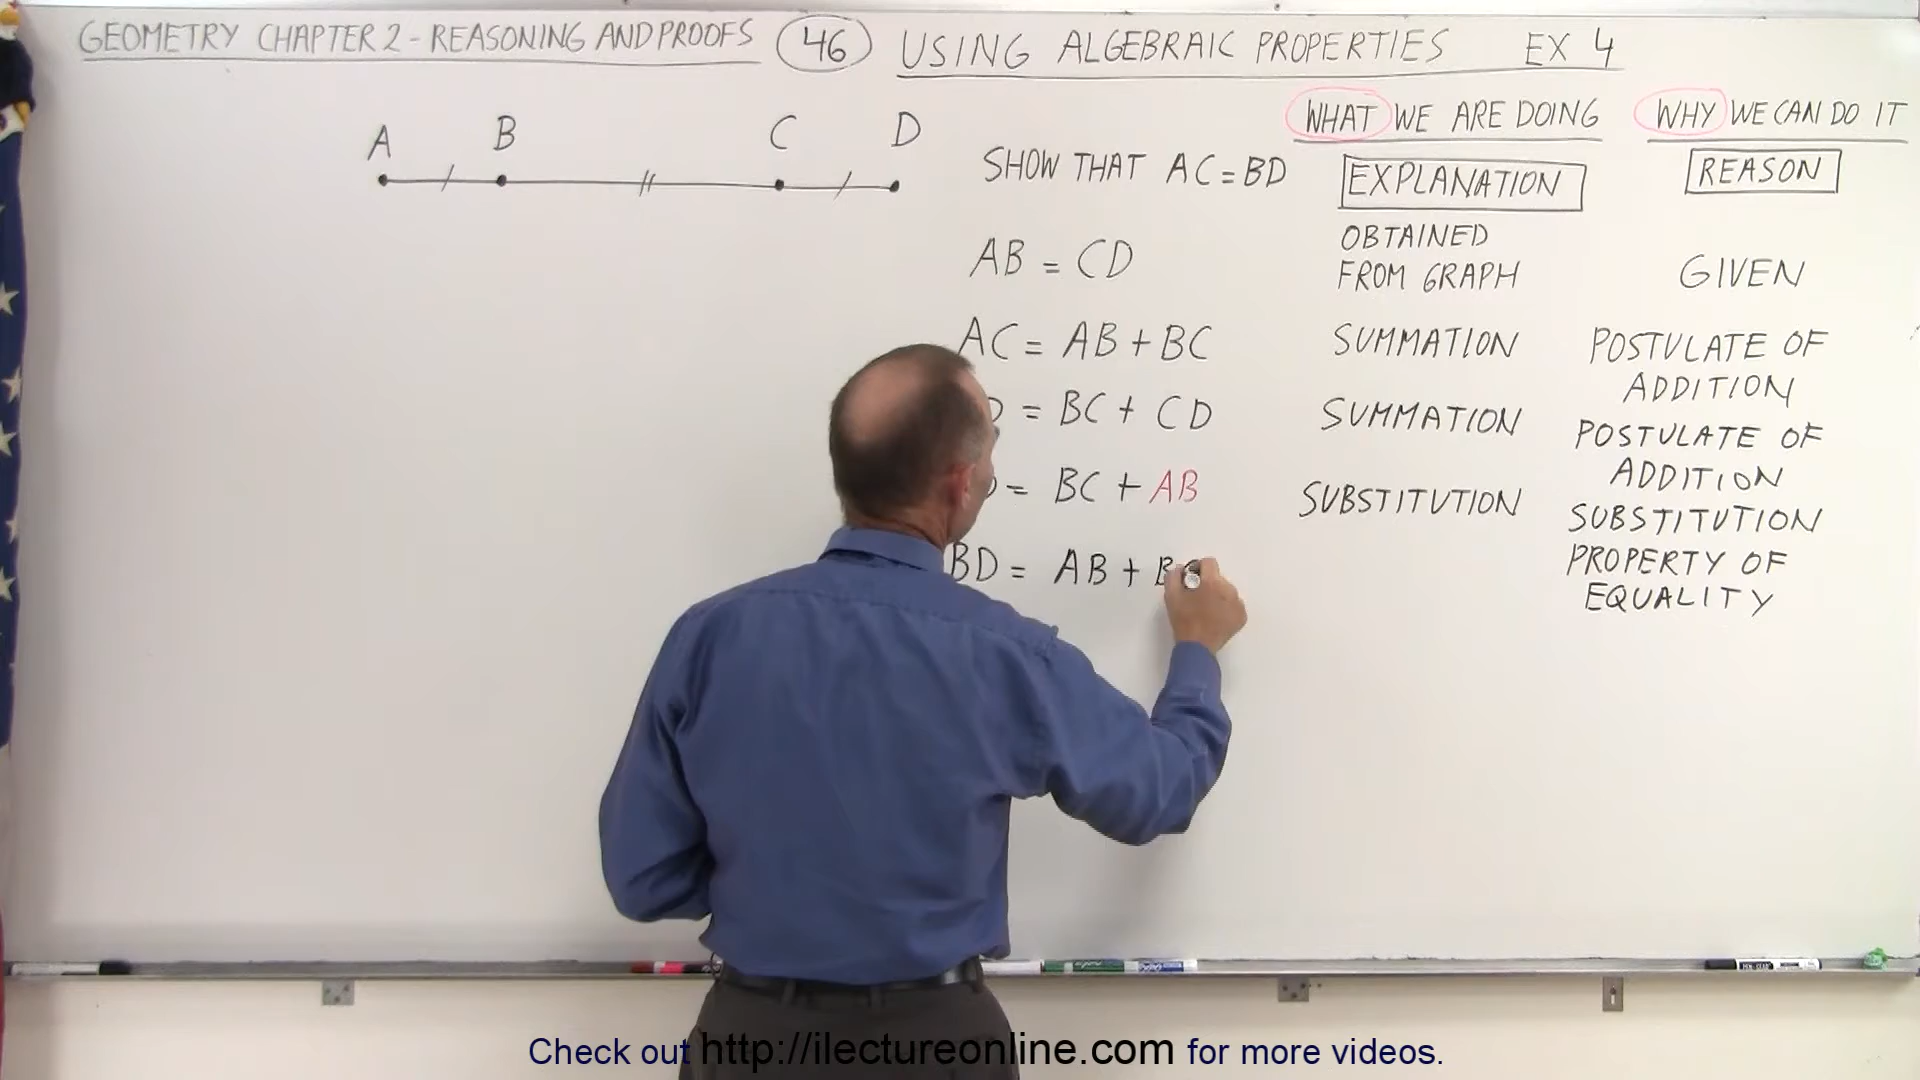 GEOMETRY CHAPTER 2 - REASONING AND PROOFS 46 USING ALGEBRAIC PROPERTIES EX 4
A B C D
SHOW THAT AC = BD
WHAT WE ARE DOING
EXPLANATION
WHY WE CAN DO IT
REASON
AB = CD
OBTAINED
FROM GRAPH
GIVEN
AC = AB + BC
SUMMATION
POSTULATE OF
ADDITION
= BC + CD
SUMMATION
POSTULATE OF
ADDITION
= BC + AB
SUBSTITUTION
SUBSTITUTION
PROPERTY OF
EQUALITY
BD = AB + B
Check out http://ilectureonline.com for more videos.